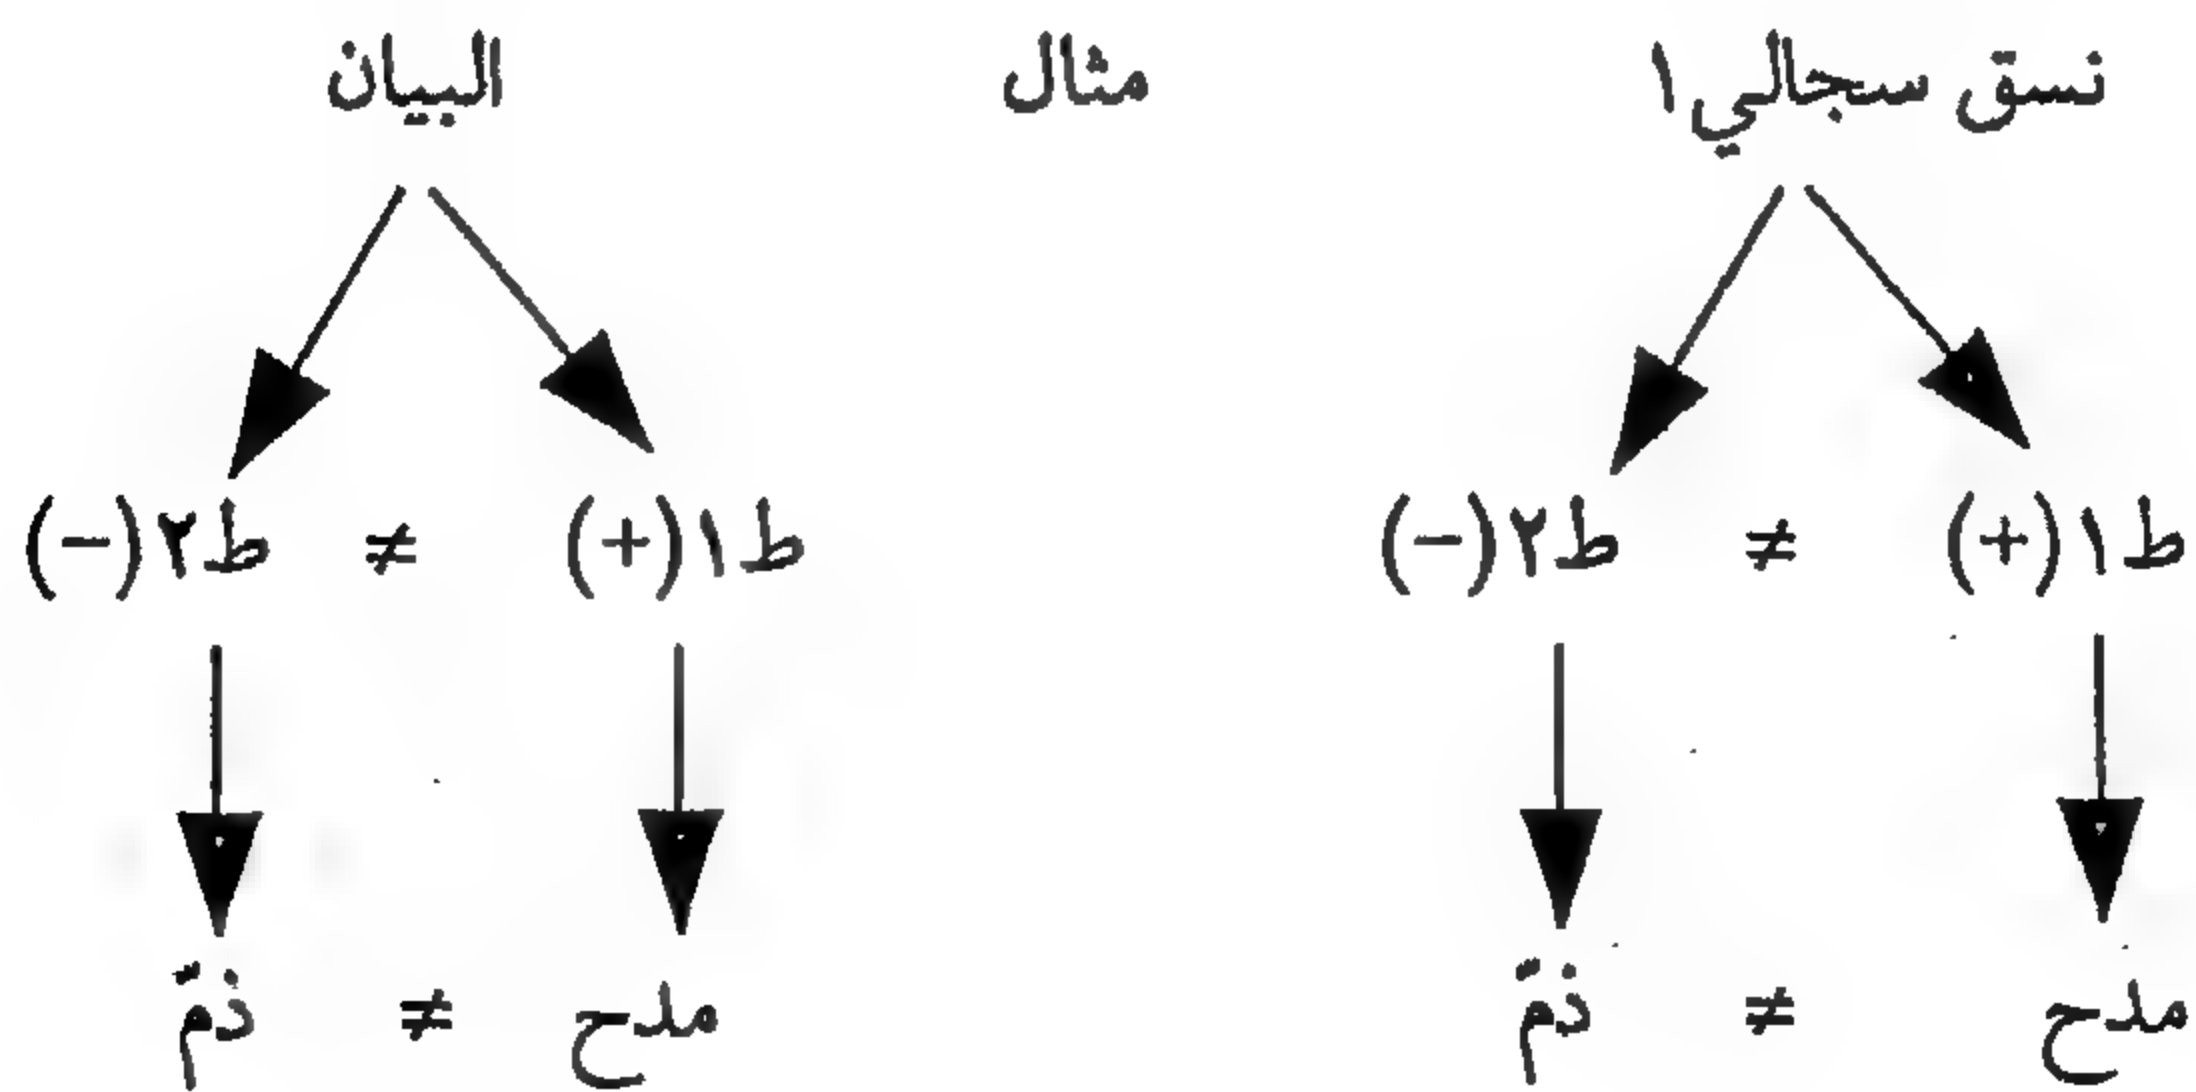 نسق سجالي١ مثال البيان
ط١(+) ≠ ط٢(-) ط١(+) ≠ ط٢(-)
مدح ≠ ذمّ مدح ≠ ذمّ